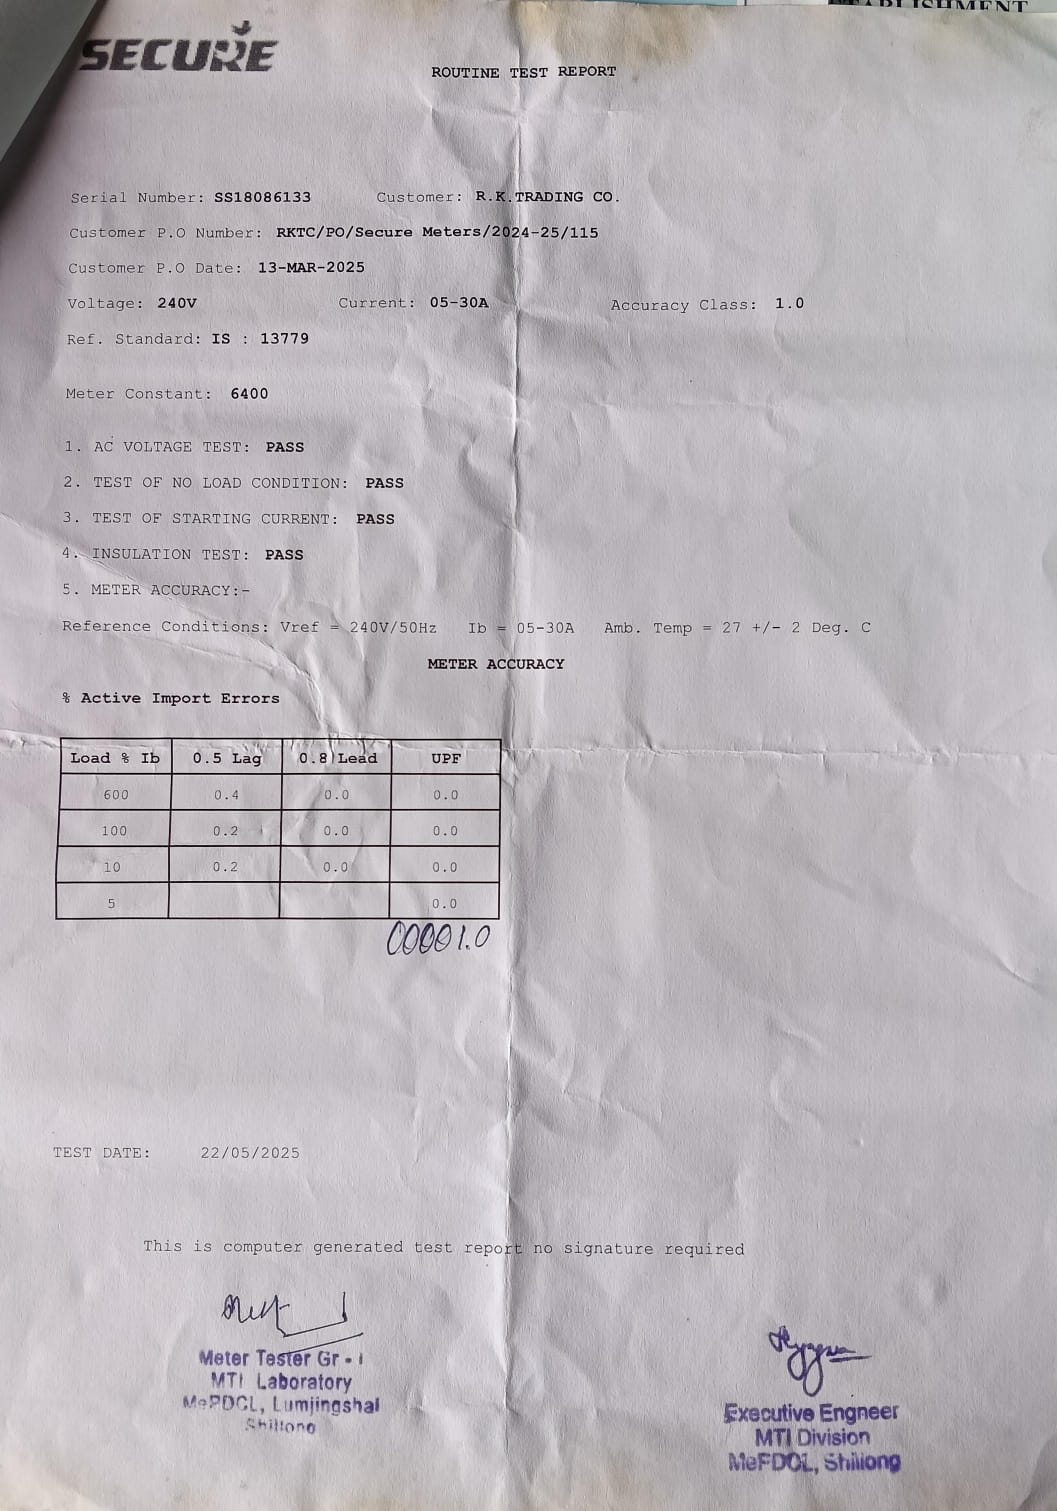 ESTABLISHMENT
SECURE
ROUTINE TEST REPORT
Serial Number: SS18086133 Customer: R.K.TRADING CO.
Customer P.O Number: RKTC/PO/Secure Meters/2024-25/115
Customer P.O Date: 13-MAR-2025
Voltage: 240V Current: 05-30A Accuracy Class: 1.0
Ref. Standard: IS : 13779
Meter Constant: 6400
1. AC VOLTAGE TEST: PASS
2. TEST OF NO LOAD CONDITION: PASS
3. TEST OF STARTING CURRENT: PASS
4. INSULATION TEST: PASS
5. METER ACCURACY:-
Reference Conditions: Vref = 240V/50Hz Ib = 05-30A Amb. Temp = 27 +/- 2 Deg. C
METER ACCURACY
% Active Import Errors
Load % Ib 0.5 Lag 0.8 Lead UPF
600 0.4 0.0 0.0
100 0.2 0.0 0.0
10 0.2 0.0 0.0
5 0.0
00001.0
TEST DATE: 22/05/2025
This is computer generated test report no signature required
Meter Tester Gr - I
MTI Laboratory
MePDCL, Lumjingshai
Shillong
Executive Engneer
MTI Division
MePDCL, Shillong